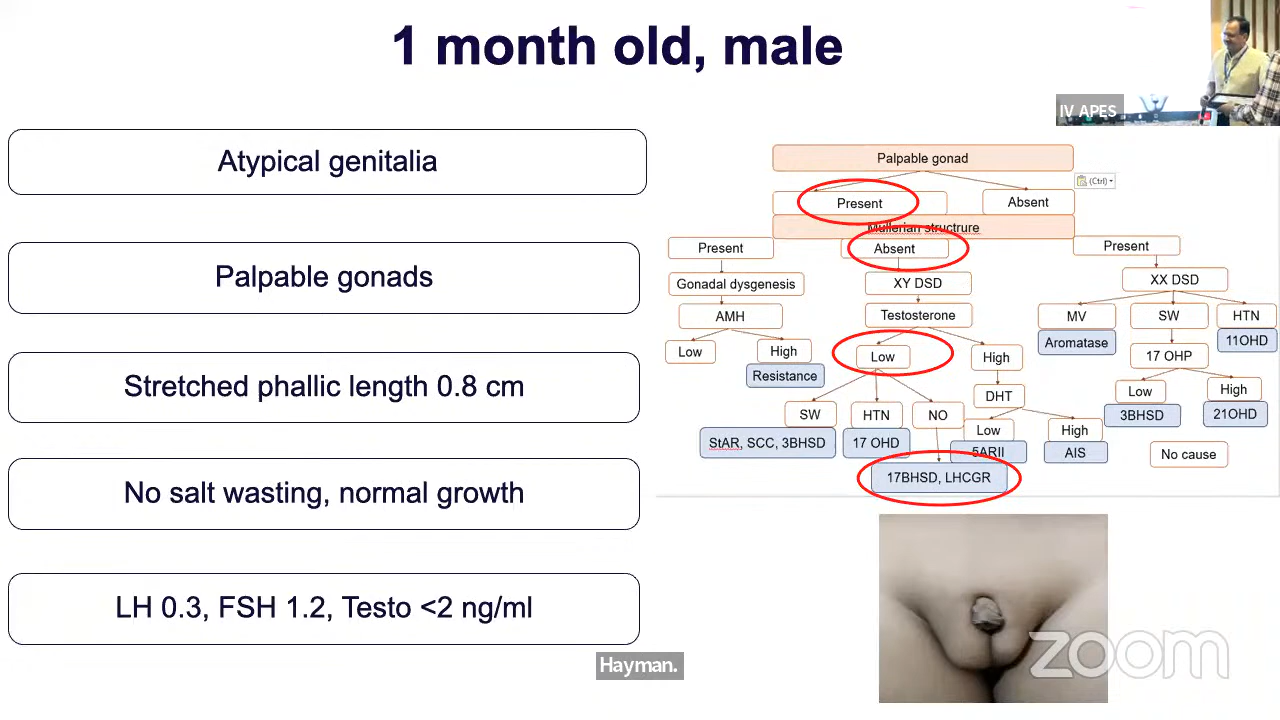 1 month old, male
IV APES
Atypical genitalia
Palpable gonads
Stretched phallic length 0.8 cm
No salt wasting, normal growth
LH 0.3, FSH 1.2, Testo <2 ng/ml
Palpable gonad
(Ctrl)
Present
Absent
Mullerian structrure
Present
Absent
Present
Gonadal dysgenesis
XY DSD
XX DSD
AMH
Testosterone
MV
SW
HTN
Aromatase
11OHD
Low
High
Low
High
17 OHP
Resistance
DHT
Low
High
SW
HTN
NO
3BHSD
21OHD
Low
High
StAR, SCC, 3BHSD
17 OHD
5ARII
AIS
No cause
17BHSD, LHCGR
zoom
Hayman.